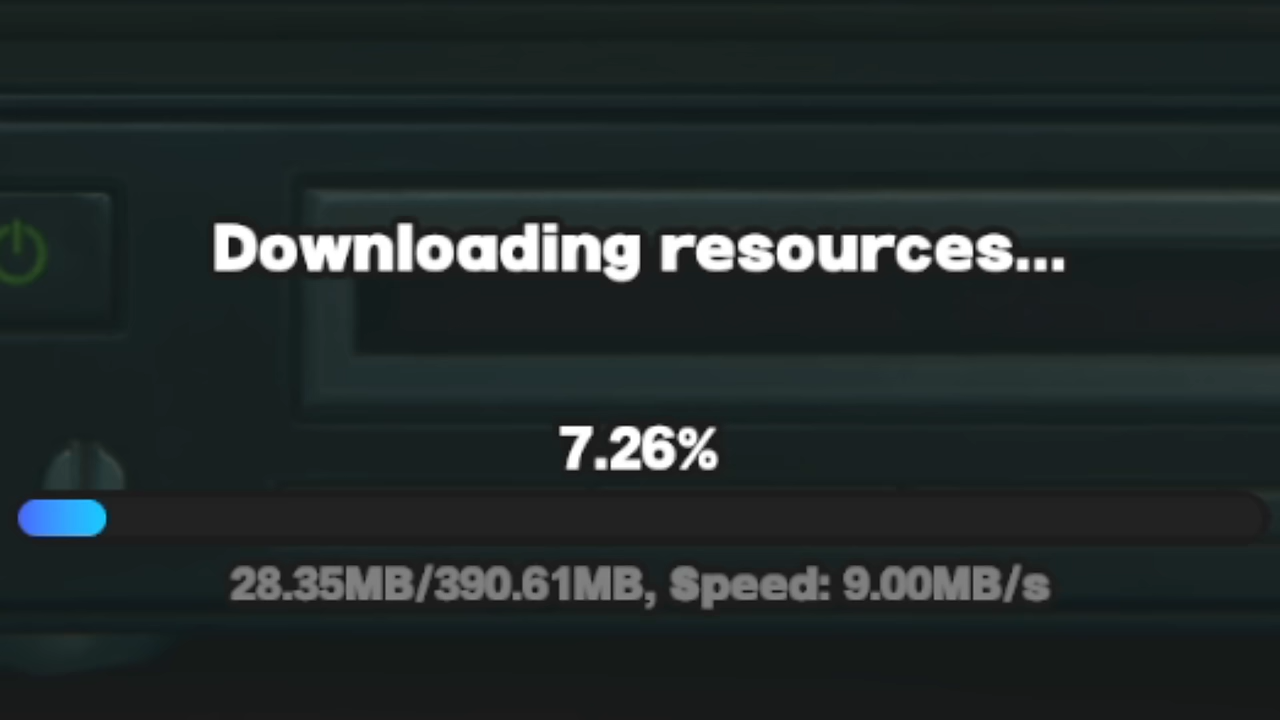 Downloading resources...
7.26%
28.35MB/390.61MB, Speed: 9.00MB/s